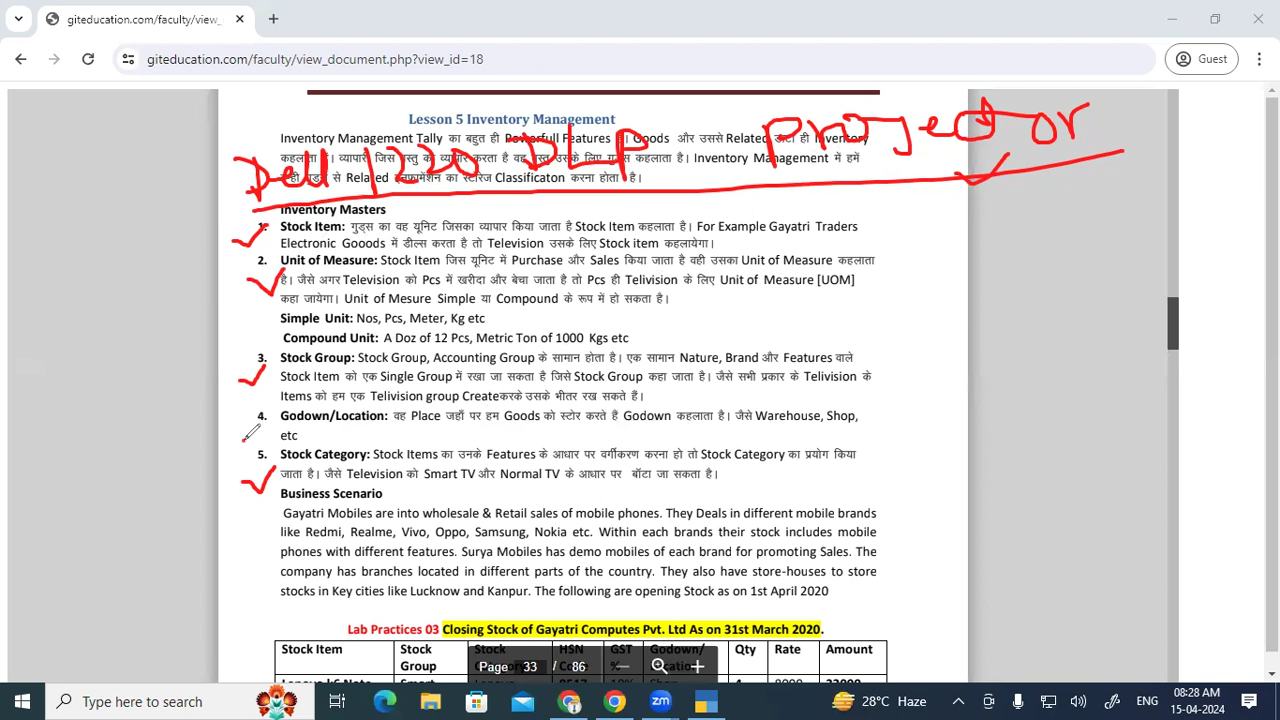 giteducation.com/faculty/view_
giteducation.com/faculty/view_document.php?view_id=18
Guest
Lesson 5 Inventory Management
Inventory Management Tally का बहुत ही Powerfull Features है। Goods और उससे Related डाटा ही Inventory
कहलाता है। व्यापारी जिस वस्तु का व्यापार करता है वह वस्तु उसके लिए गुड्स कहलाता है। Inventory Management में हमें
Dell 1220 DLP Projector
से Related इनफार्मेशन का स्टोरेज Classificaton करना होता है।
Inventory Masters
1. Stock Item: गुड्स का वह यूनिट जिसका व्यापार किया जाता है Stock Item कहलाता है। For Example Gayatri Traders
Electronic Gooods में डील्स करता है तो Television उसके लिए Stock item कहलायेगा।
2. Unit of Measure: Stock Item जिस यूनिट में Purchase और Sales किया जाता है वही उसका Unit of Measure कहलाता
है। जैसे अगर Television को Pcs में खरीदा और बेचा जाता है तो Pcs ही Telivision के लिए Unit of Measure [UOM]
कहा जायेगा। Unit of Mesure Simple या Compound के रूप में हो सकता है।
Simple Unit: Nos, Pcs, Meter, Kg etc
Compound Unit: A Doz of 12 Pcs, Metric Ton of 1000 Kgs etc
3. Stock Group: Stock Group, Accounting Group के सामान होता है। एक सामान Nature, Brand और Features वाले
Stock Item को एक Single Group में रखा जा सकता है जिसे Stock Group कहा जाता है। जैसे सभी प्रकार के Telivision के
Items को हम एक Telivision group Createकरके उसके भीतर रख सकते हैं।
4. Godown/Location: वह Place जहाँ पर हम Goods को स्टोर करते है Godown कहलाता है। जैसे Warehouse, Shop,
etc
5. Stock Category: Stock Items का उनके Features के आधार पर वर्गीकरण करना हो तो Stock Category का प्रयोग किया
जाता है। जैसे Television को Smart TV और Normal TV के आधार पर बाँटा जा सकता है।
Business Scenario
Gayatri Mobiles are into wholesale & Retail sales of mobile phones. They Deals in different mobile brands
like Redmi, Realme, Vivo, Oppo, Samsung, Nokia etc. Within each brands their stock includes mobile
phones with different features. Surya Mobiles has demo mobiles of each brand for promoting Sales. The
company has branches located in different parts of the country. They also have store-houses to store
stocks in Key cities like Lucknow and Kanpur. The following are opening Stock as on 1st April 2020
Lab Practices 03 Closing Stock of Gayatri Computes Pvt. Ltd As on 31st March 2020.
Stock Item Stock Group Stock HSN GST % Godown/ Qty Rate Amount
Page 33 / 86
Type here to search
zm
28°C Haze
ENG
08:28 AM
15-04-2024